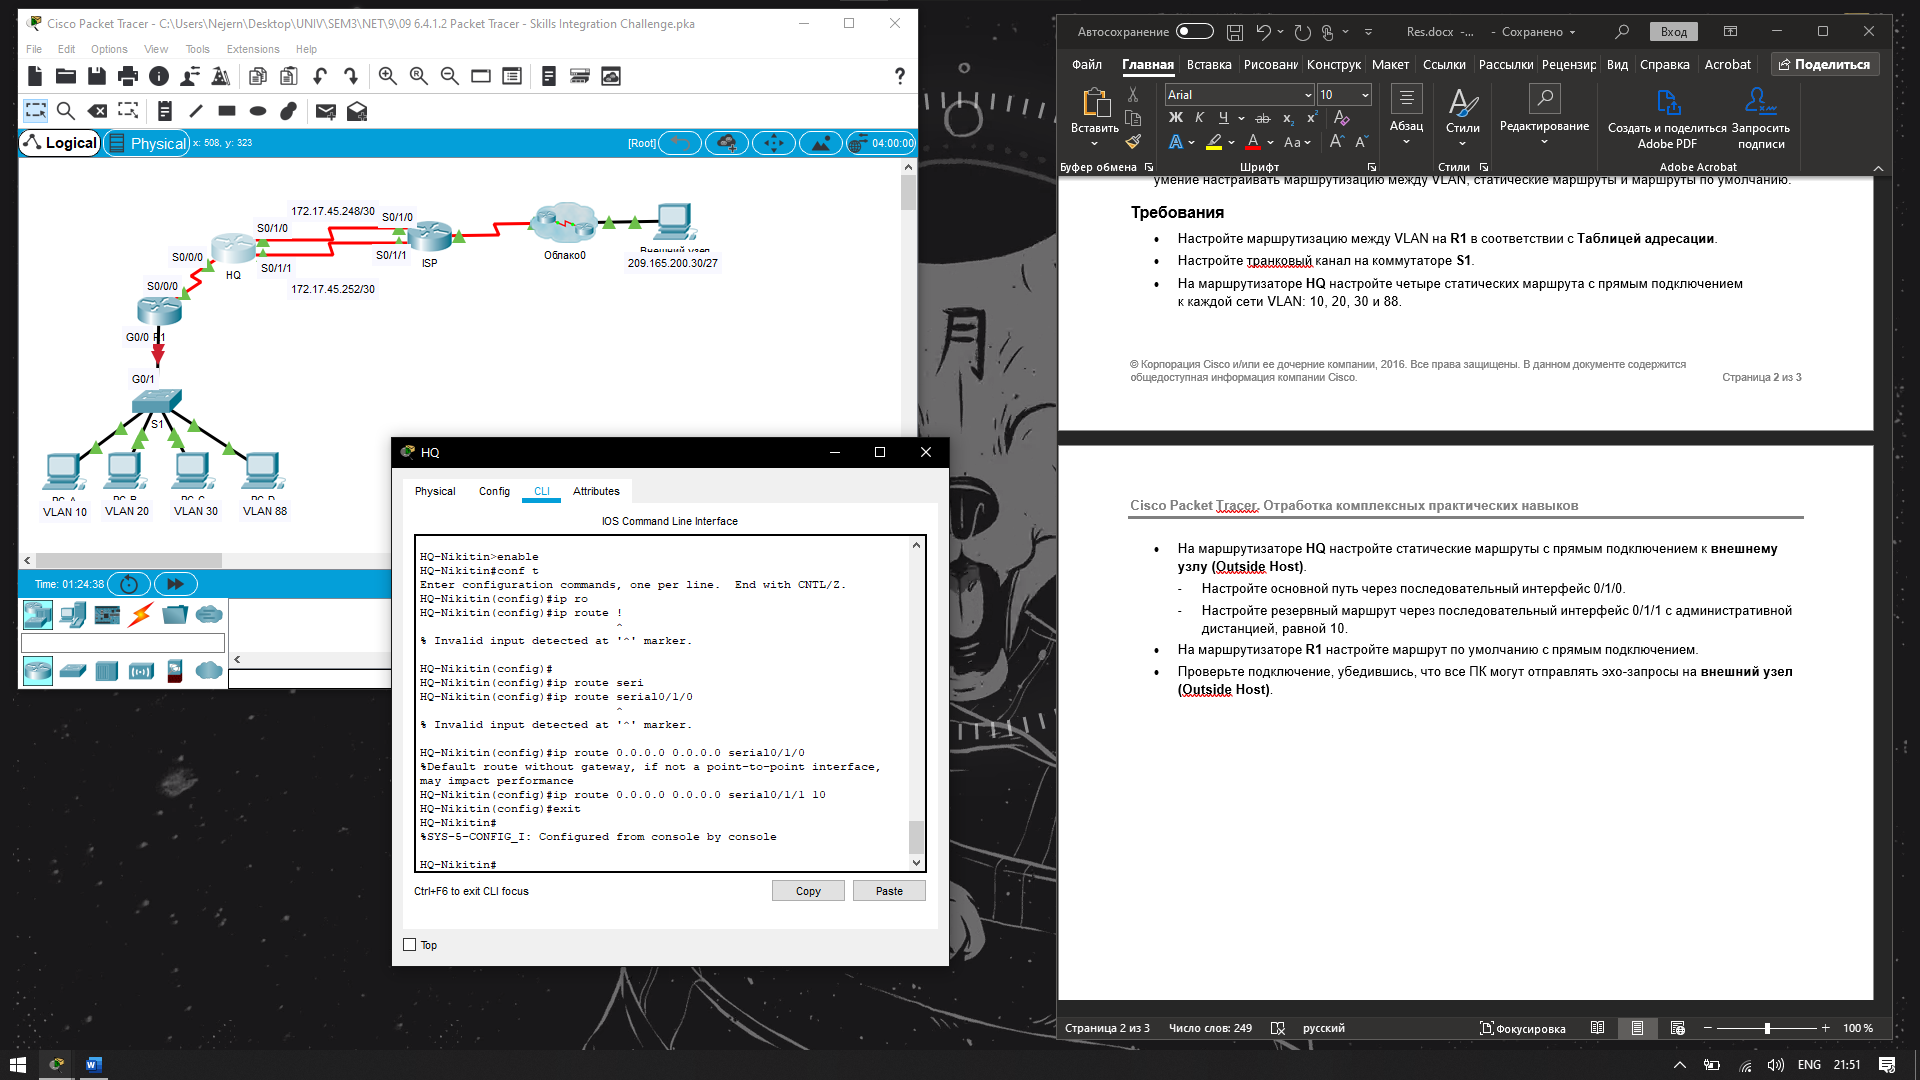 Cisco Packet Tracer - C:\Users\Nejern\Desktop\UNIV\SEM3\NET\9\09 6.4.1.2 Packet Tracer - Skills Integration Challenge.pka
File Edit Options View Tools Extensions Help
Logical
Physical
x: 508, y: 323
[Root]
04:00:00
172.17.45.248/30
S0/1/0
S0/1/0
S0/0/0
HQ
S0/1/1
S0/1/1
ISP
Облако0
Внешний узел
209.165.200.30/27
172.17.45.252/30
S0/0/0
G0/0 R1
G0/1
S1
PC-A PC-B PC-C PC-D
VLAN 10 VLAN 20 VLAN 30 VLAN 88
Time: 01:24:38
HQ
Physical Config CLI Attributes
IOS Command Line Interface
HQ-Nikitin>enable
HQ-Nikitin#conf t
Enter configuration commands, one per line.  End with CNTL/Z.
HQ-Nikitin(config)#ip ro
HQ-Nikitin(config)#ip route !
^
% Invalid input detected at '^' marker.
HQ-Nikitin(config)#
HQ-Nikitin(config)#ip route seri
HQ-Nikitin(config)#ip route serial0/1/0
^
% Invalid input detected at '^' marker.
HQ-Nikitin(config)#ip route 0.0.0.0 0.0.0.0 serial0/1/0
%Default route without gateway, if not a point-to-point interface,
may impact performance
HQ-Nikitin(config)#ip route 0.0.0.0 0.0.0.0 serial0/1/1 10
HQ-Nikitin(config)#exit
HQ-Nikitin#
%SYS-5-CONFIG_I: Configured from console by console
HQ-Nikitin#
Ctrl+F6 to exit CLI focus
Copy
Paste
Top
Автосохранение
Res.docx -... - Сохранено
Вход
Файл Главная Вставка Рисовани Конструк Макет Ссылки Рассылки Рецензир Вид Справка Acrobat Поделиться
Arial
10
Ж К Ч ab x₂ x²
А Aa
Вставить
Абзац
Стили
Редактирование
Создать и поделиться Adobe PDF
Запросить подписи
Буфер обмена
Шрифт
Стили
Adobe Acrobat
умение настраивать маршрутизацию между VLAN, статические маршруты и маршруты по умолчанию.
Требования
• Настройте маршрутизацию между VLAN на R1 в соответствии с Таблицей адресации.
• Настройте транковый канал на коммутаторе S1.
• На маршрутизаторе HQ настройте четыре статических маршрута с прямым подключением
к каждой сети VLAN: 10, 20, 30 и 88.
© Корпорация Cisco и/или ее дочерние компании, 2016. Все права защищены. В данном документе содержится
общедоступная информация компании Cisco.
Страница 2 из 3
Cisco Packet Tracer. Отработка комплексных практических навыков
• На маршрутизаторе HQ настройте статические маршруты с прямым подключением к внешнему
узлу (Outside Host).
- Настройте основной путь через последовательный интерфейс 0/1/0.
- Настройте резервный маршрут через последовательный интерфейс 0/1/1 с административной
дистанцией, равной 10.
• На маршрутизаторе R1 настройте маршрут по умолчанию с прямым подключением.
• Проверьте подключение, убедившись, что все ПК могут отправлять эхо-запросы на внешний узел
(Outside Host).
Страница 2 из 3
Число слов: 249
русский
Фокусировка
100 %
月
ENG
21:51